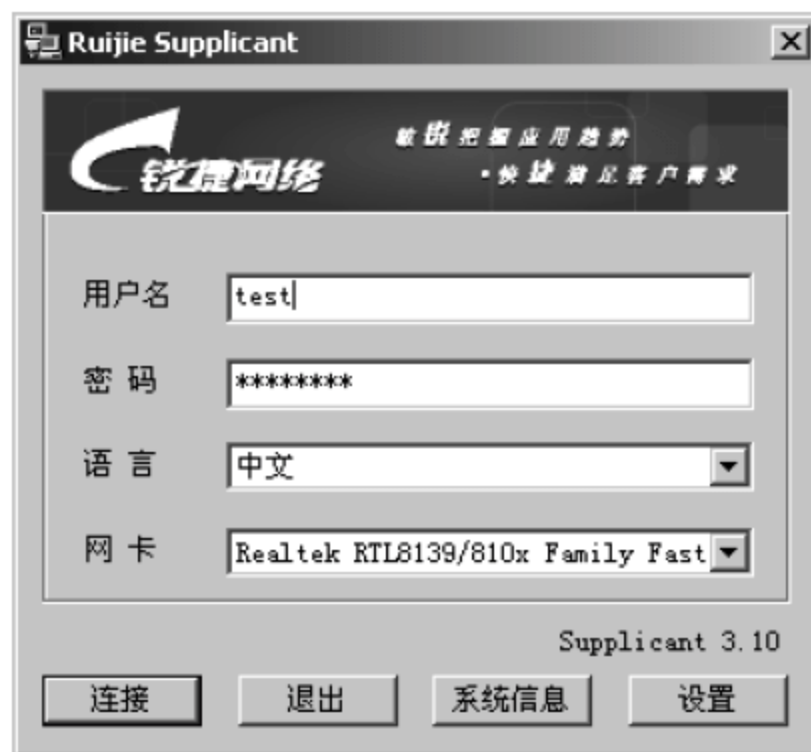 Ruijie Supplicant
锐捷网络
敏锐把握应用趋势
·快捷满足客户需求
用户名 test
密码 ********
语言 中文
网卡 Realtek RTL8139/810x Family Fast
Supplicant 3.10
连接 退出 系统信息 设置